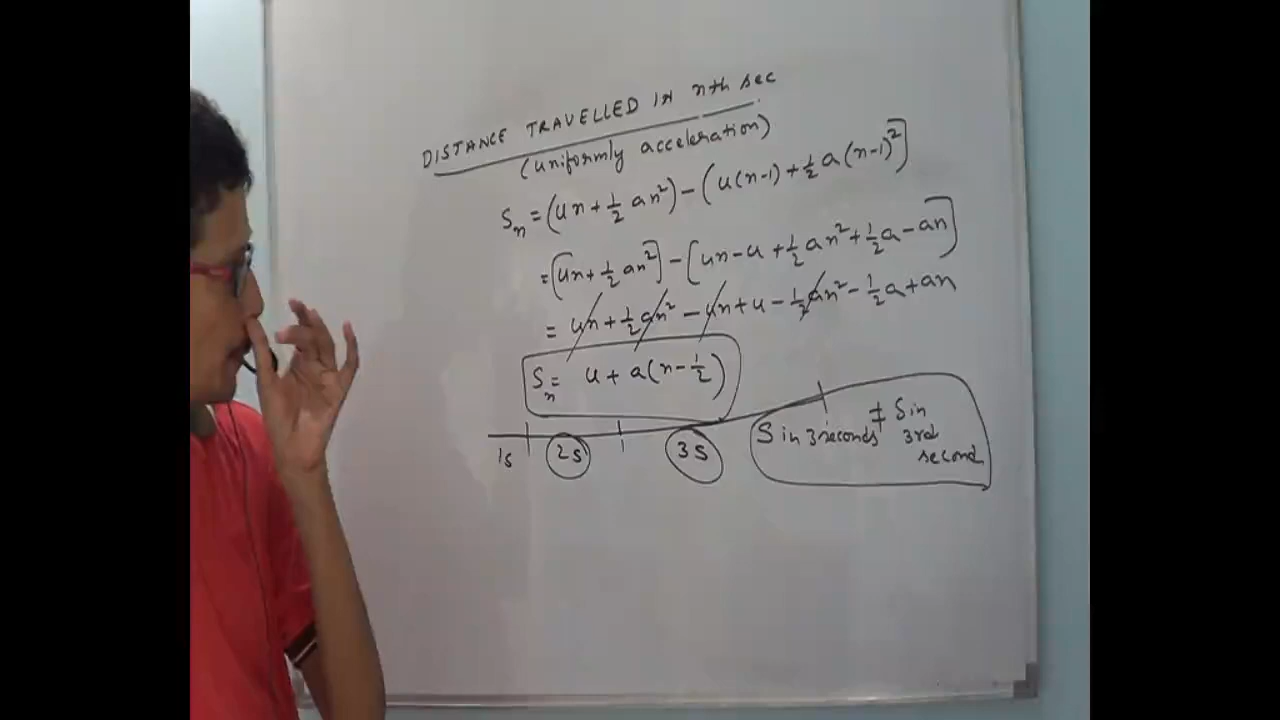 DISTANCE TRAVELLED IN nth sec
(uniformly acceleration)
Sₙ = (un + ½ an²) − (u(n−1) + ½ a(n−1)²]
= [un + ½ an²] − [un − u + ½ an² + ½ a − an]
= un + ½ an² − un + u − ½ an² − ½ a + an
Sₙ = u + a(n − ½)
1s 2s 3s
S in 3 seconds ≠ S in
3rd
second